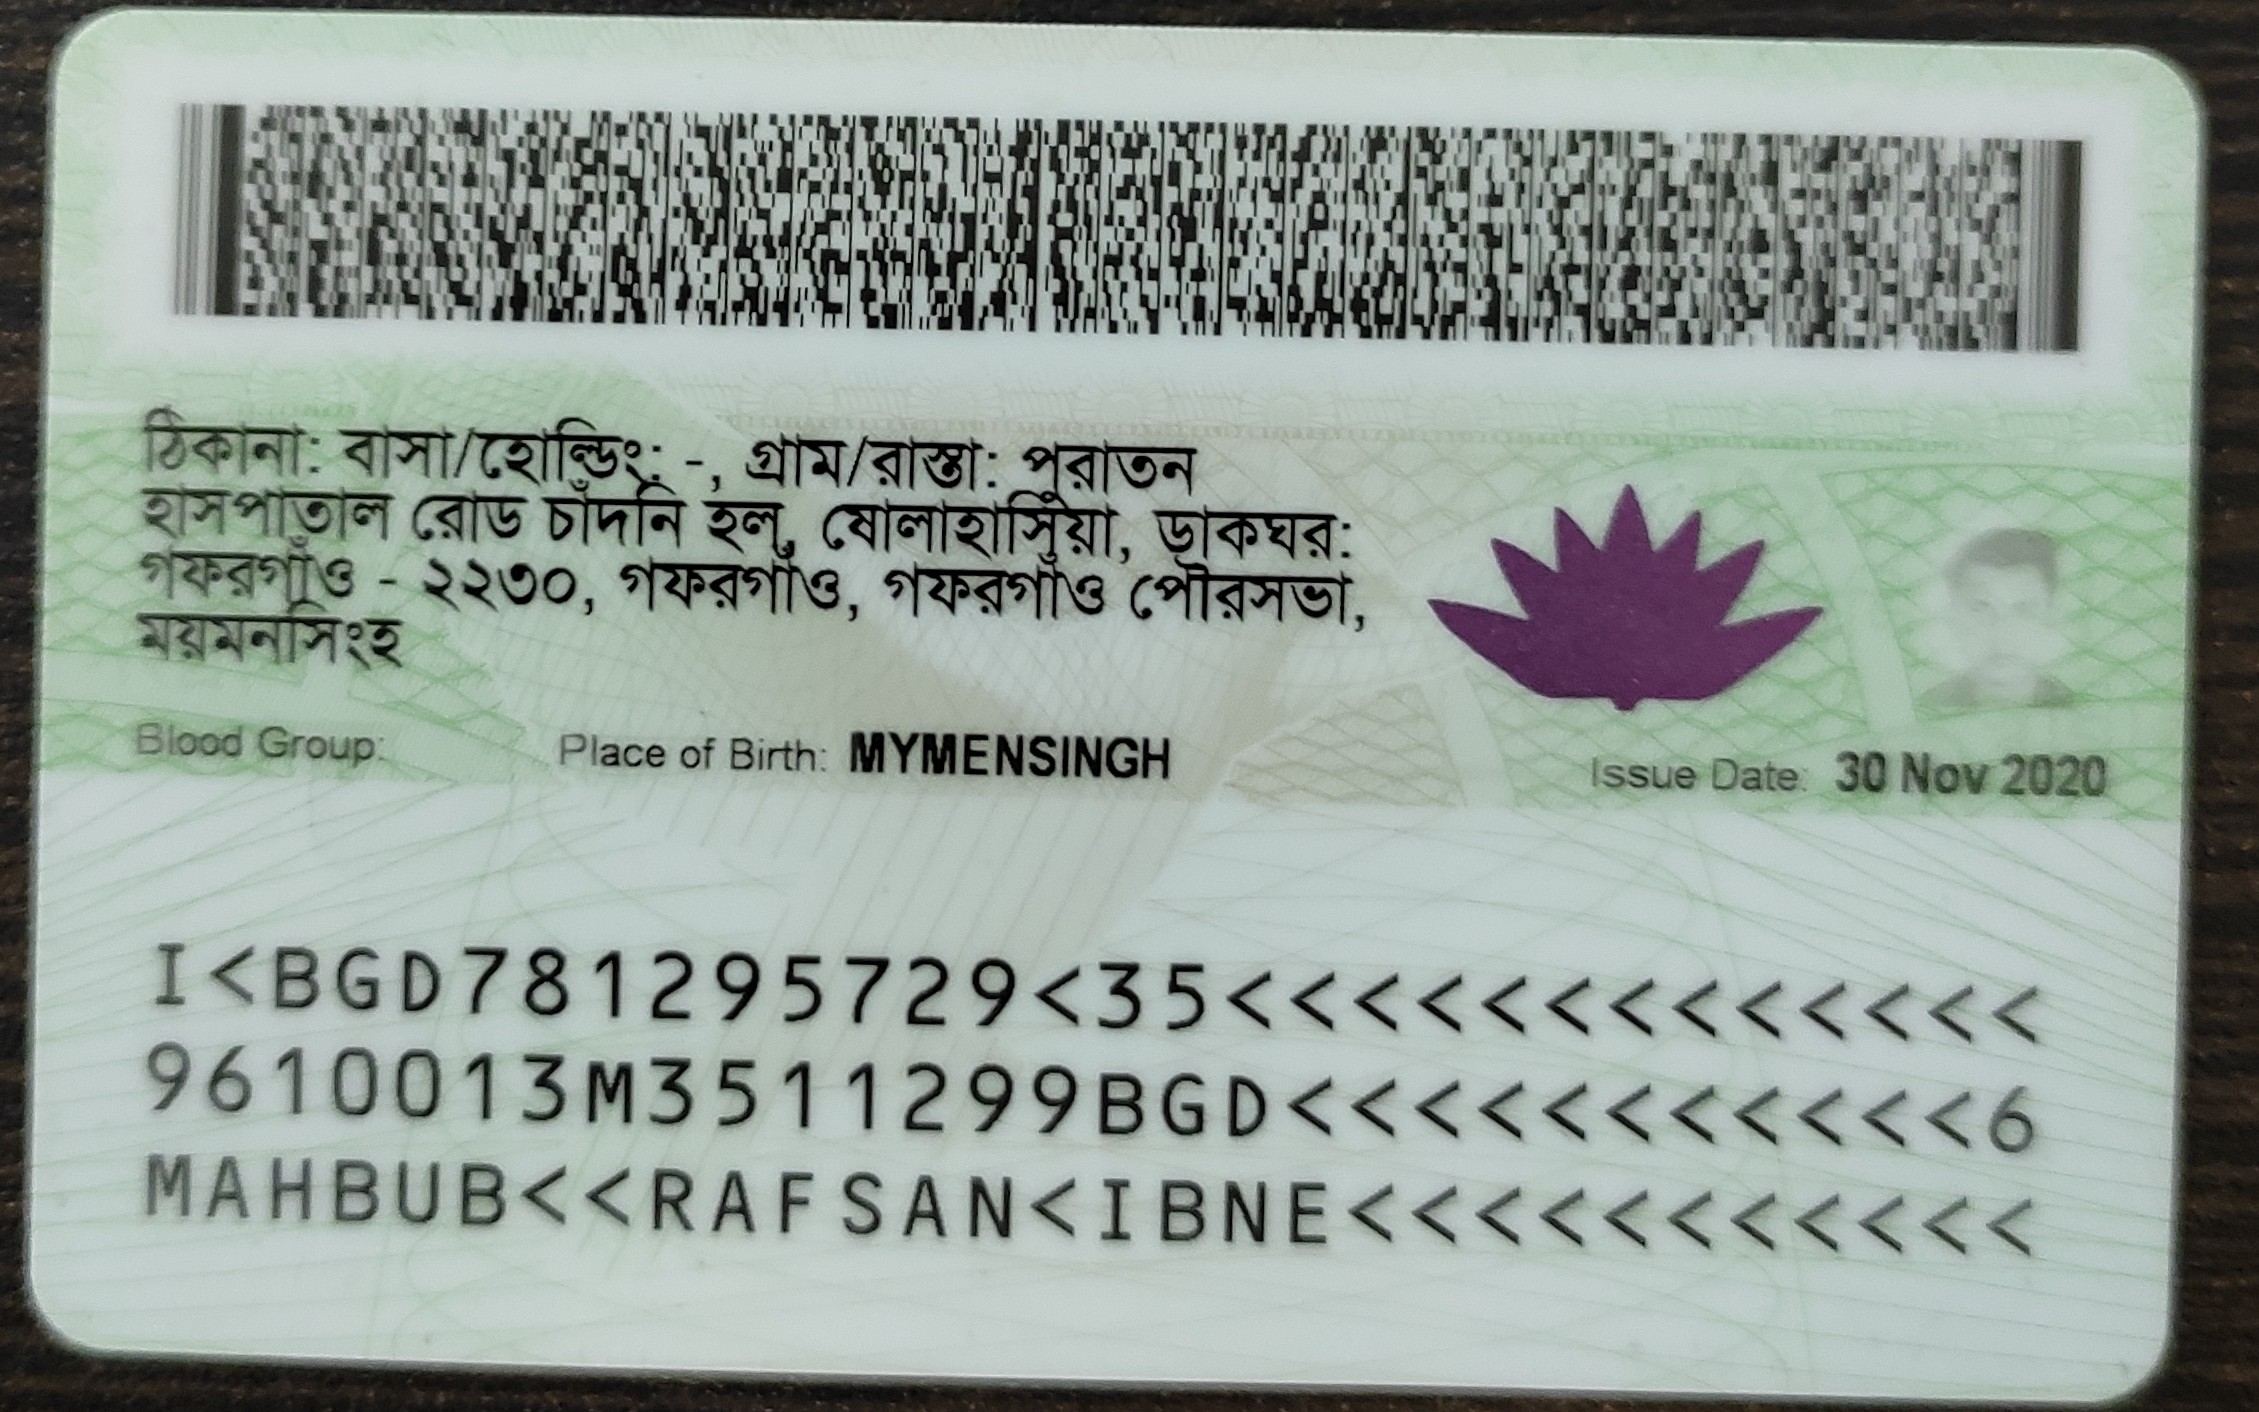 ঠিকানা: বাসা/হোল্ডিং: -, গ্রাম/রাস্তা: পুরাতন
হাসপাতাল রোড চাঁদনি হল, ষোলাহাসিয়া, ডাকঘর:
গফরগাঁও - ২২৩০, গফরগাঁও, গফরগাঁও পৌরসভা,
ময়মনসিংহ
Blood Group: Place of Birth: MYMENSINGH Issue Date: 30 Nov 2020
I<BGD781295729<35<<<<<<<<<<<<<
9610013M3511299BGD<<<<<<<<<<<6
MAHBUB<<RAFSAN<IBNE<<<<<<<<<<<